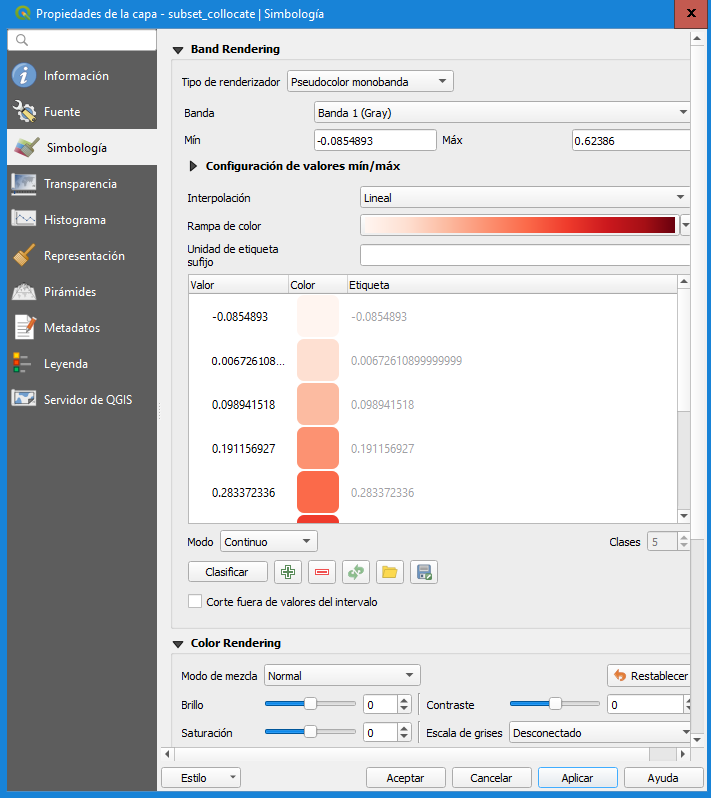 Propiedades de la capa - subset_collocate | Simbología
Información
Fuente
Simbología
Transparencia
Histograma
Representación
Pirámides
Metadatos
Leyenda
Servidor de QGIS
Band Rendering
Tipo de renderizador Pseudocolor monobanda
Banda Banda 1 (Gray)
Mín -0.0854893 Máx 0.62386
Configuración de valores mín/máx
Interpolación Lineal
Rampa de color
Unidad de etiqueta
sufijo
Valor Color Etiqueta
-0.0854893 -0.0854893
0.006726108... 0.00672610899999999
0.098941518 0.098941518
0.191156927 0.191156927
0.283372336 0.283372336
Modo Continuo Clases 5
Clasificar
Corte fuera de valores del intervalo
Color Rendering
Modo de mezcla Normal Restablecer
Brillo 0 Contraste 0
Saturación 0 Escala de grises Desconectado
Estilo Aceptar Cancelar Aplicar Ayuda